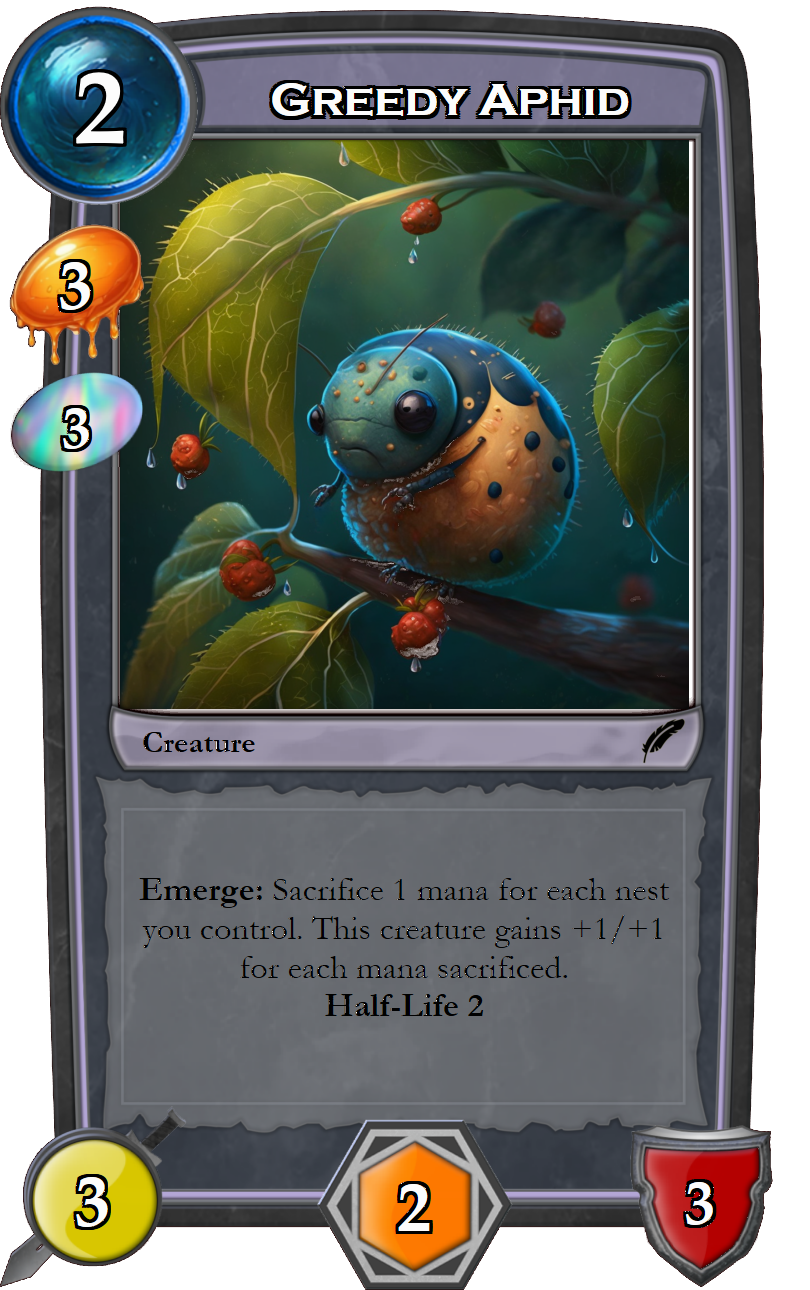 2
Greedy Aphid
3
3
Creature
Emerge: Sacrifice 1 mana for each nest
you control. This creature gains +1/+1
for each mana sacrificed.
Half-Life 2
3
2
3